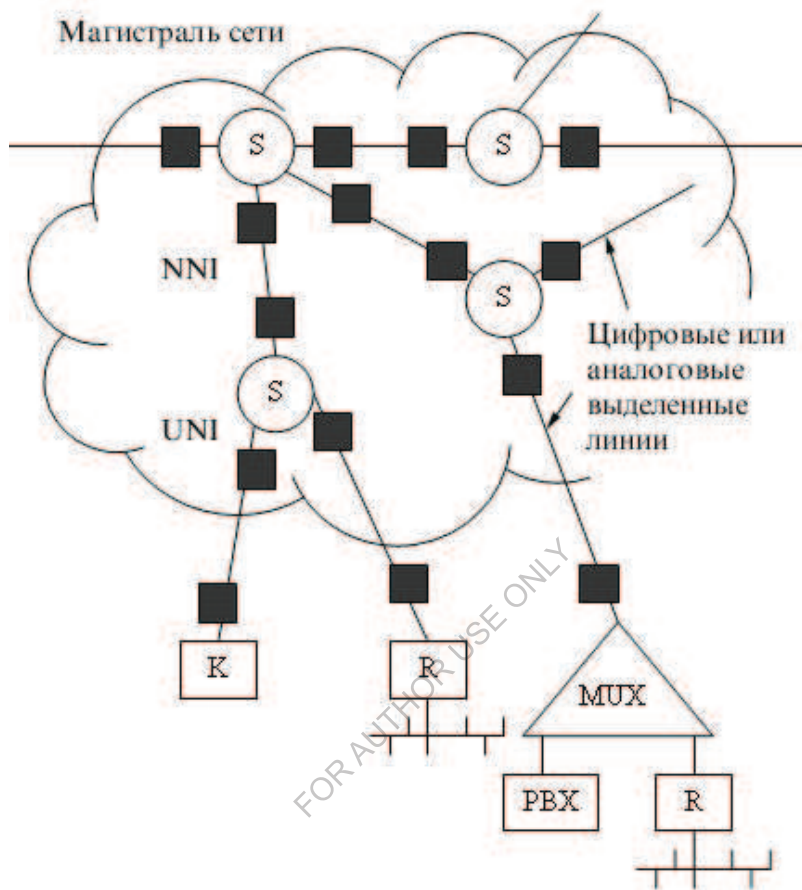 Магистраль сети
S
S
NNI
S
Цифровые или
аналоговые
выделенные
линии
S
UNI
K
R
MUX
PBX
R
FOR AUTHOR USE ONLY